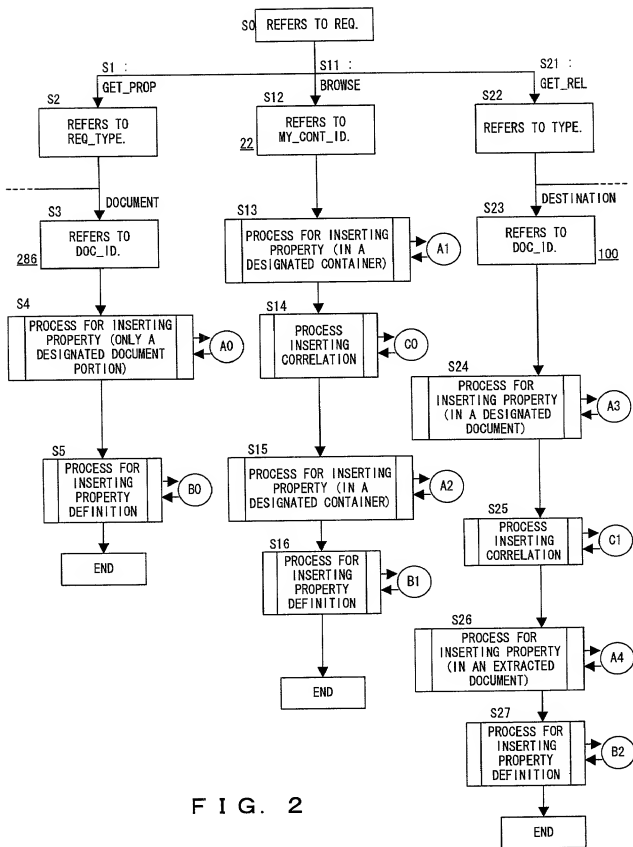 S0
REFERS TO REQ.
S1 :
GET_PROP
S11 :
BROWSE
S21 :
GET_REL
S2
REFERS TO
REQ_TYPE.
DOCUMENT
S3
REFERS TO
DOC_ID.
286
S4
PROCESS FOR INSERTING
PROPERTY (ONLY A
DESIGNATED DOCUMENT
PORTION)
A0
S5
PROCESS FOR
INSERTING
PROPERTY
DEFINITION
B0
END
S12
REFERS TO
MY_CONT_ID.
22
S13
PROCESS FOR INSERTING
PROPERTY (IN A
DESIGNATED CONTAINER)
A1
S14
PROCESS
INSERTING
CORRELATION
C0
S15
PROCESS FOR INSERTING
PROPERTY (IN A
DESIGNATED CONTAINER)
A2
S16
PROCESS FOR
INSERTING
PROPERTY
DEFINITION
B1
END
S22
REFERS TO TYPE.
DESTINATION
S23
REFERS TO
DOC_ID.
100
S24
PROCESS FOR
INSERTING PROPERTY
(IN A DESIGNATED
DOCUMENT)
A3
S25
PROCESS
INSERTING
CORRELATION
C1
S26
PROCESS FOR
INSERTING PROPERTY
(IN AN EXTRACTED
DOCUMENT)
A4
S27
PROCESS FOR
INSERTING
PROPERTY
DEFINITION
B2
END
FIG. 2